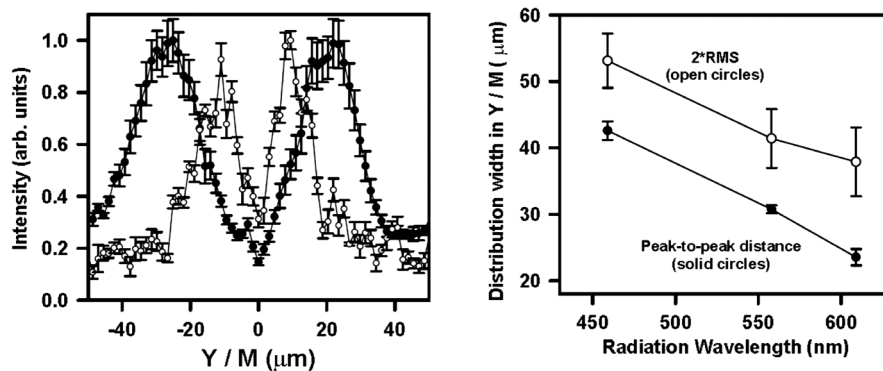 Intensity (arb. units)
1.0
0.8
0.6
0.4
0.2
0.0
-40
-20
0
20
40
Y / M (μm)
Distribution width in Y / M ( μm)
60
50
40
30
20
2*RMS
(open circles)
Peak-to-peak distance
(solid circles)
450
500
550
600
Radiation Wavelength (nm)